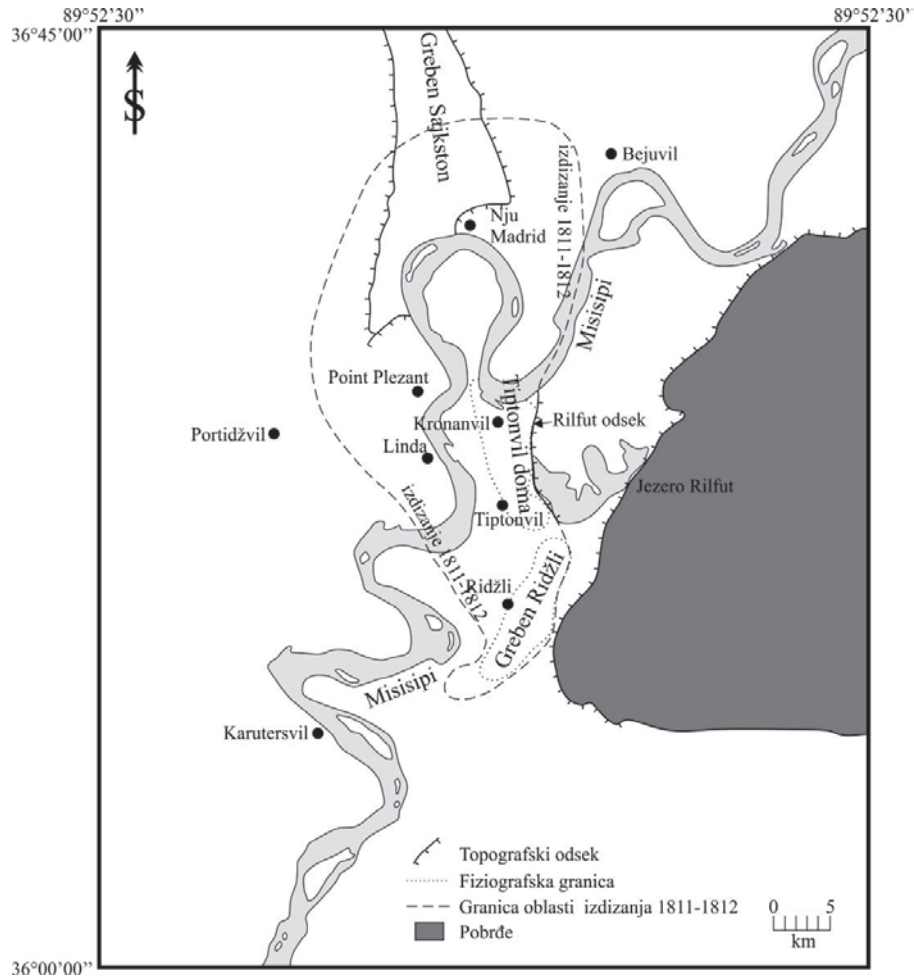 89°52’30’’
89°52’30’’
36°45’00’’
S
Greben Sajkston
Bejuvil
izdizanje 1811-1812
Nju
Madrid
Misisipi
Point Plezant
Tiptonvil doma
Kronanvil
Rilfut odsek
Portidžvil
Linda
Jezero Rilfut
izdizanje 1811-1812
Tiptonvil
Ridžli
Greben Ridžli
Misisipi
Karutersvil
Topografski odsek
Fiziografska granica
Granica oblasti izdizanja 1811-1812
0 5
Pobrđe
km
36°00’00’’